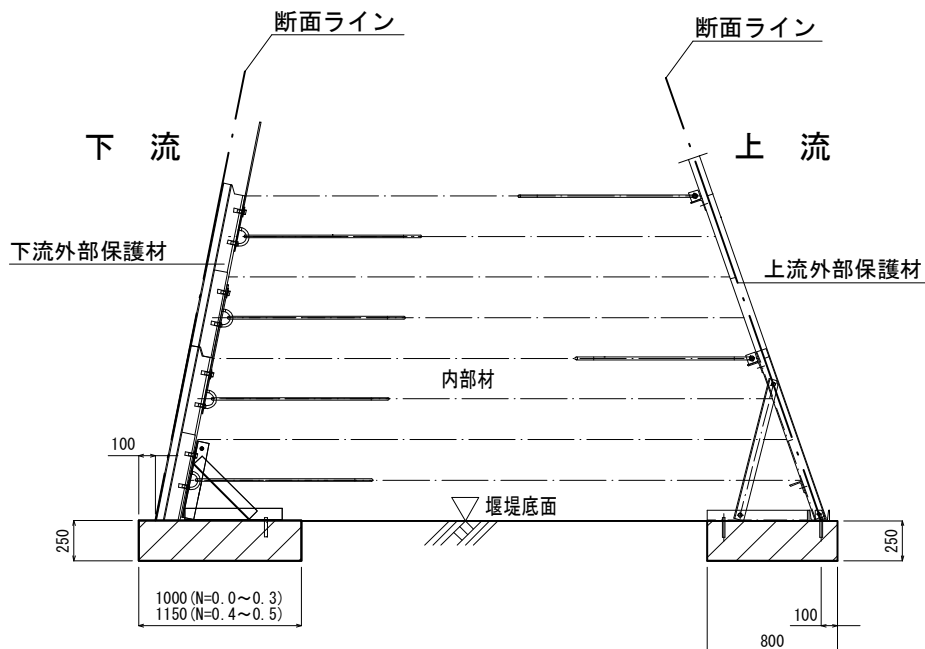 断面ライン
断面ライン
下 流
上 流
下流外部保護材
上流外部保護材
内部材
100
堰堤底面
250
250
1000(N=0.0～0.3)
1150(N=0.4～0.5)
100
800